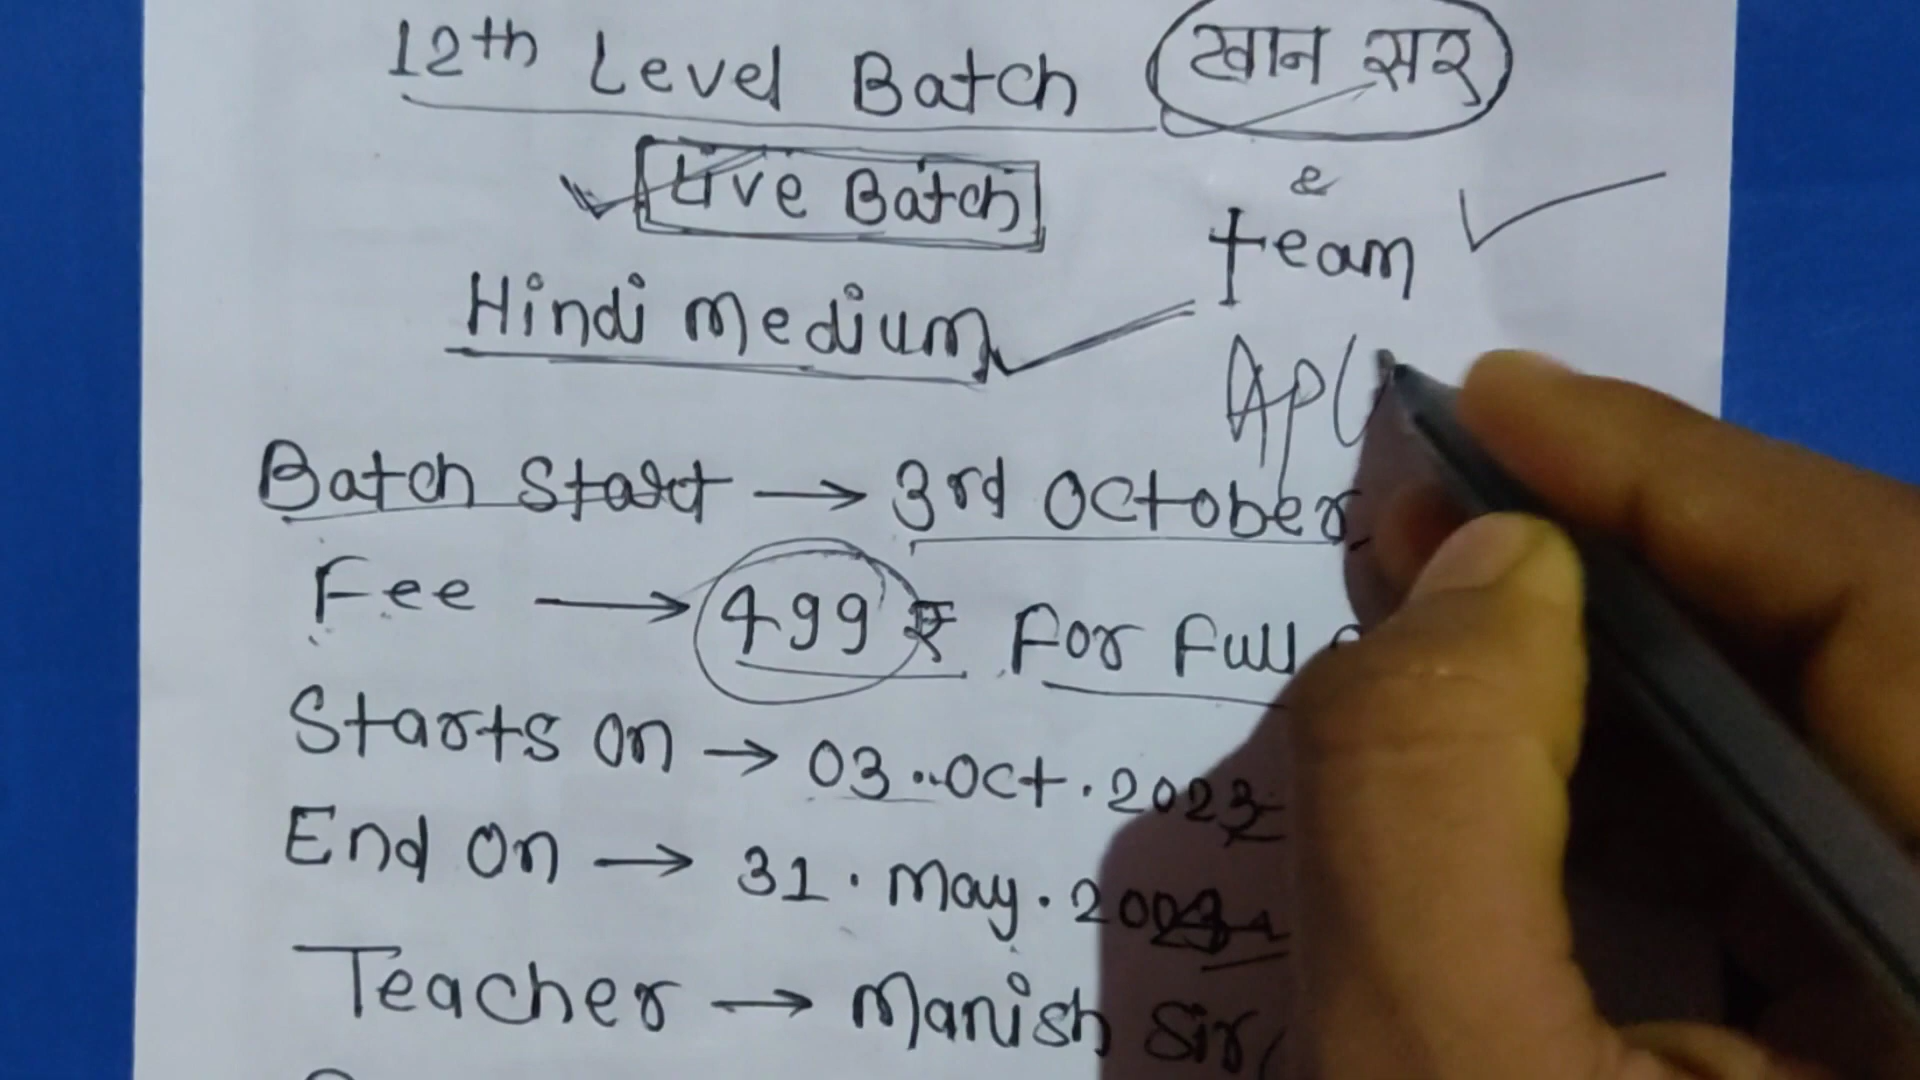 12th Level Batch खान सर
Live Batch
&
team
Hindi Medium
Batch Start → 3rd October
Fee → 499 ₹ For Full
Starts On → 03. Oct. 2023
End On → 31. May.
Teacher → Manish Sir